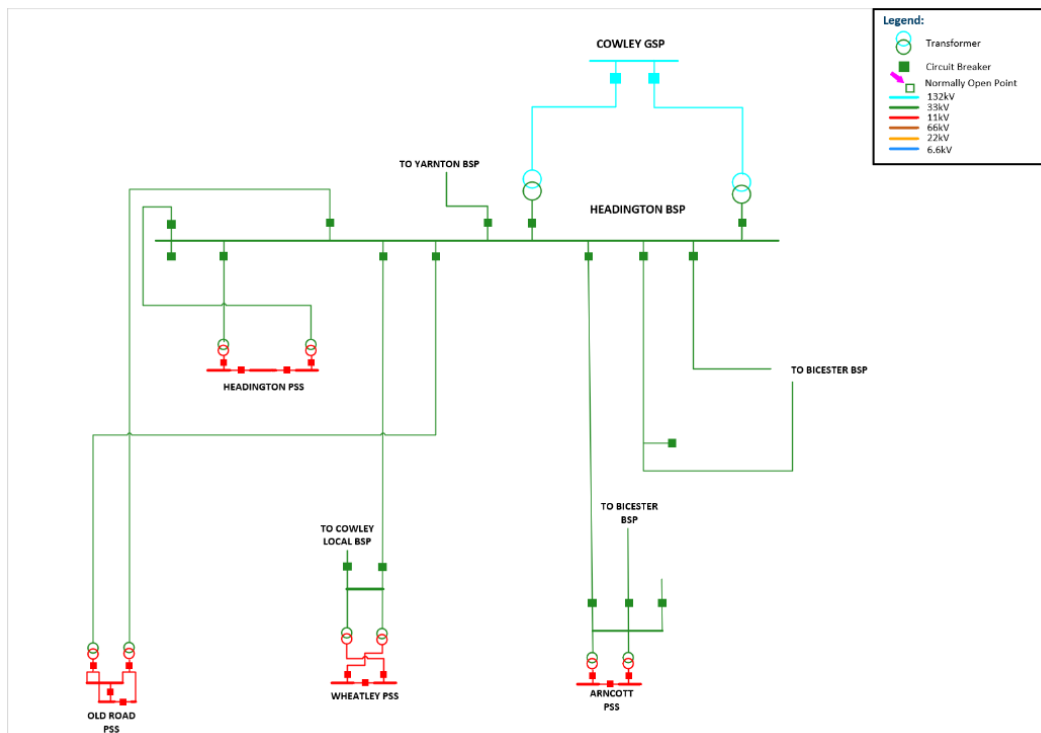 Legend:
Transformer
Circuit Breaker
Normally Open Point
132kV
33kV
11kV
66kV
22kV
6.6kV
COWLEY GSP
TO YARNTON BSP
HEADINGTON BSP
HEADINGTON PSS
TO BICESTER BSP
TO BICESTER
BSP
TO COWLEY
LOCAL BSP
OLD ROAD
PSS
WHEATLEY PSS
ARNCOTT
PSS